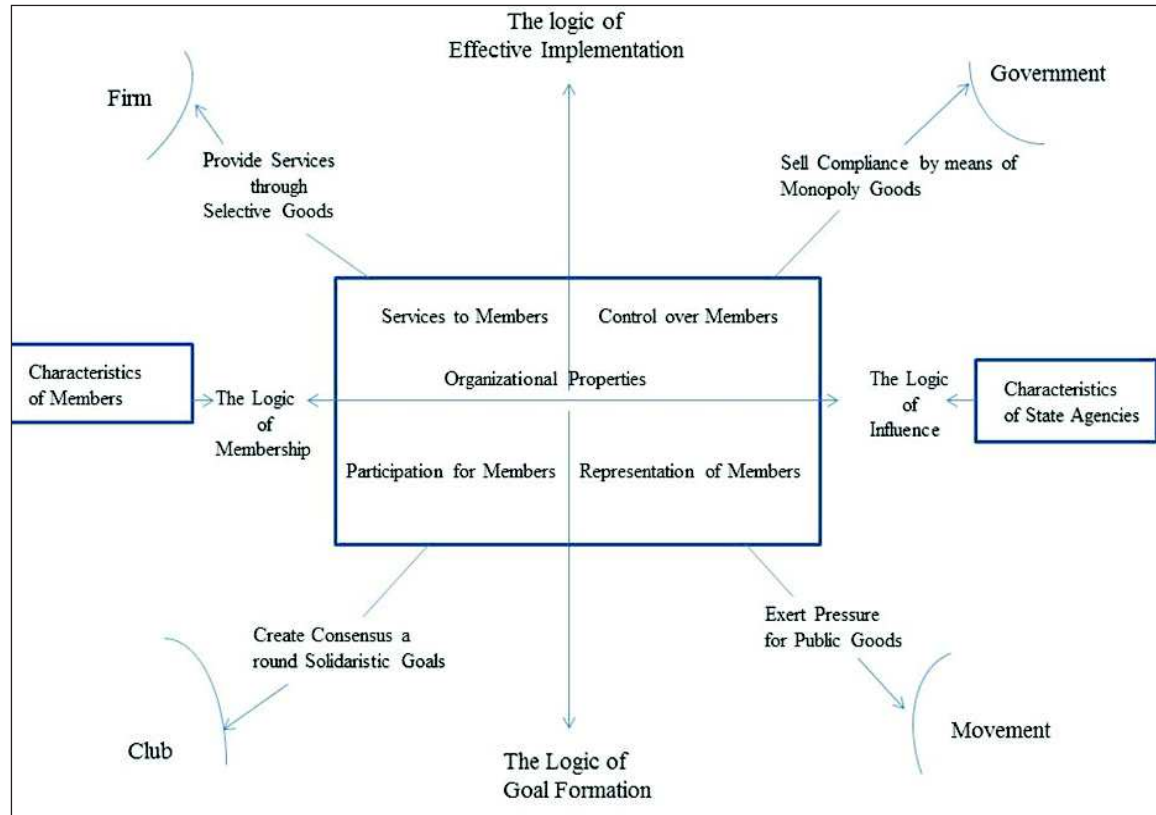 The logic of
Effective Implementation
Firm
Government
Provide Services
through
Selective Goods
Sell Compliance by means of
Monopoly Goods
Services to Members
Control over Members
Organizational Properties
Characteristics
of Members
The Logic
of
Membership
The Logic
of
Influence
Characteristics
of State Agencies
Participation for Members
Representation of Members
Create Consensus a
round Solidaristic Goals
Exert Pressure
for Public Goods
Club
Movement
The Logic of
Goal Formation